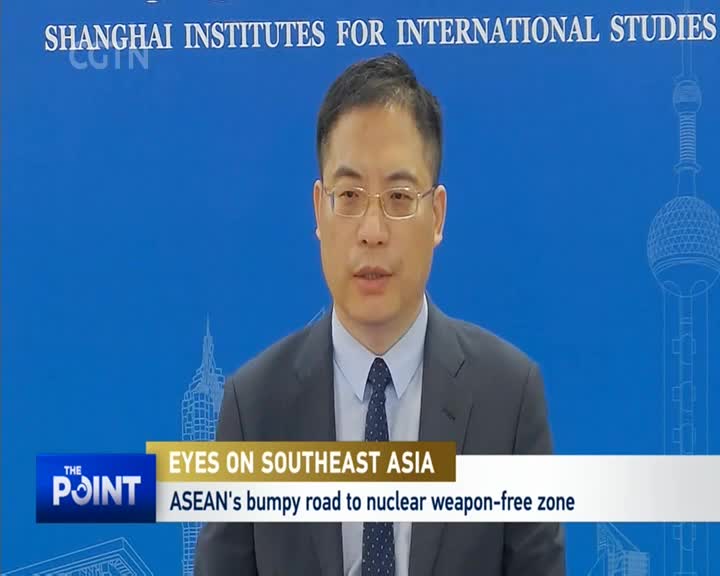 SHANGHAI INSTITUTES FOR INTERNATIONAL STUDIES
CGTN
EYES ON SOUTHEAST ASIA
THE
POINT
ASEAN's bumpy road to nuclear weapon-free zone